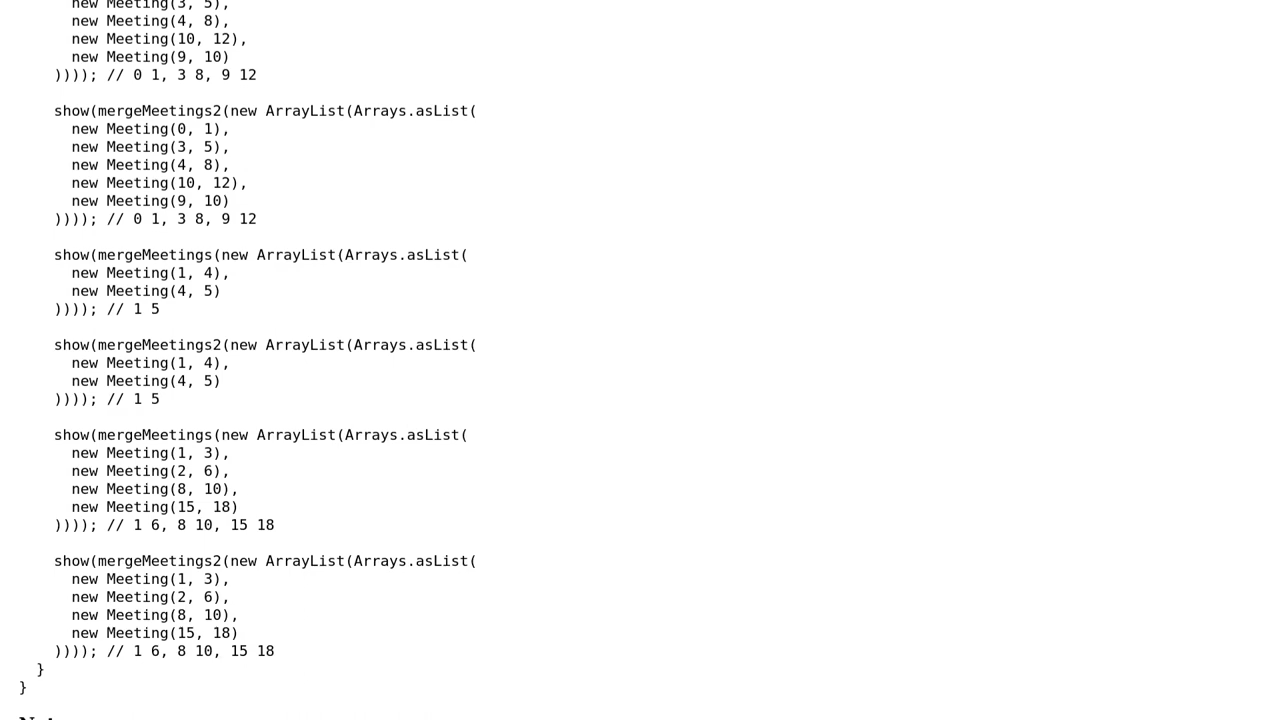 new Meeting(3, 5),
new Meeting(4, 8),
new Meeting(10, 12),
new Meeting(9, 10)
)))); // 0 1, 3 8, 9 12
show(mergeMeetings2(new ArrayList(Arrays.asList(
new Meeting(0, 1),
new Meeting(3, 5),
new Meeting(4, 8),
new Meeting(10, 12),
new Meeting(9, 10)
)))); // 0 1, 3 8, 9 12
show(mergeMeetings(new ArrayList(Arrays.asList(
new Meeting(1, 4),
new Meeting(4, 5)
)))); // 1 5
show(mergeMeetings2(new ArrayList(Arrays.asList(
new Meeting(1, 4),
new Meeting(4, 5)
)))); // 1 5
show(mergeMeetings(new ArrayList(Arrays.asList(
new Meeting(1, 3),
new Meeting(2, 6),
new Meeting(8, 10),
new Meeting(15, 18)
)))); // 1 6, 8 10, 15 18
show(mergeMeetings2(new ArrayList(Arrays.asList(
new Meeting(1, 3),
new Meeting(2, 6),
new Meeting(8, 10),
new Meeting(15, 18)
)))); // 1 6, 8 10, 15 18
}
}